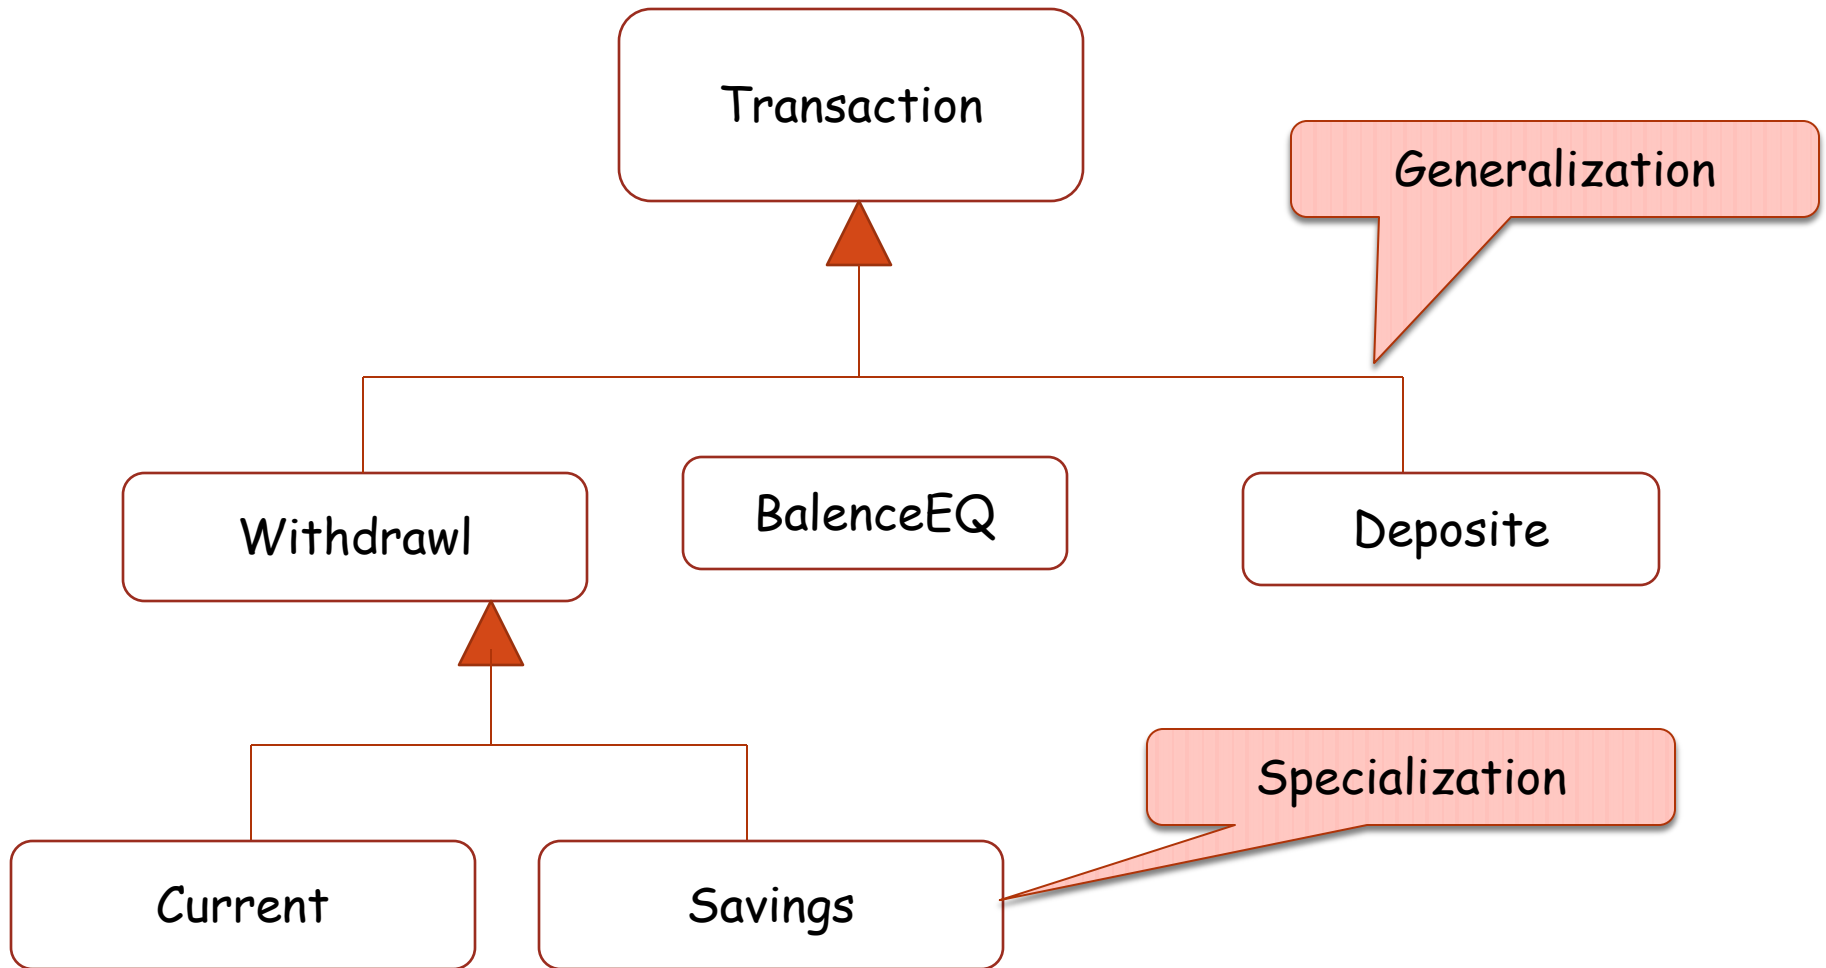 Transaction
Generalization
Withdrawl
BalenceEQ
Deposite
Specialization
Current
Savings